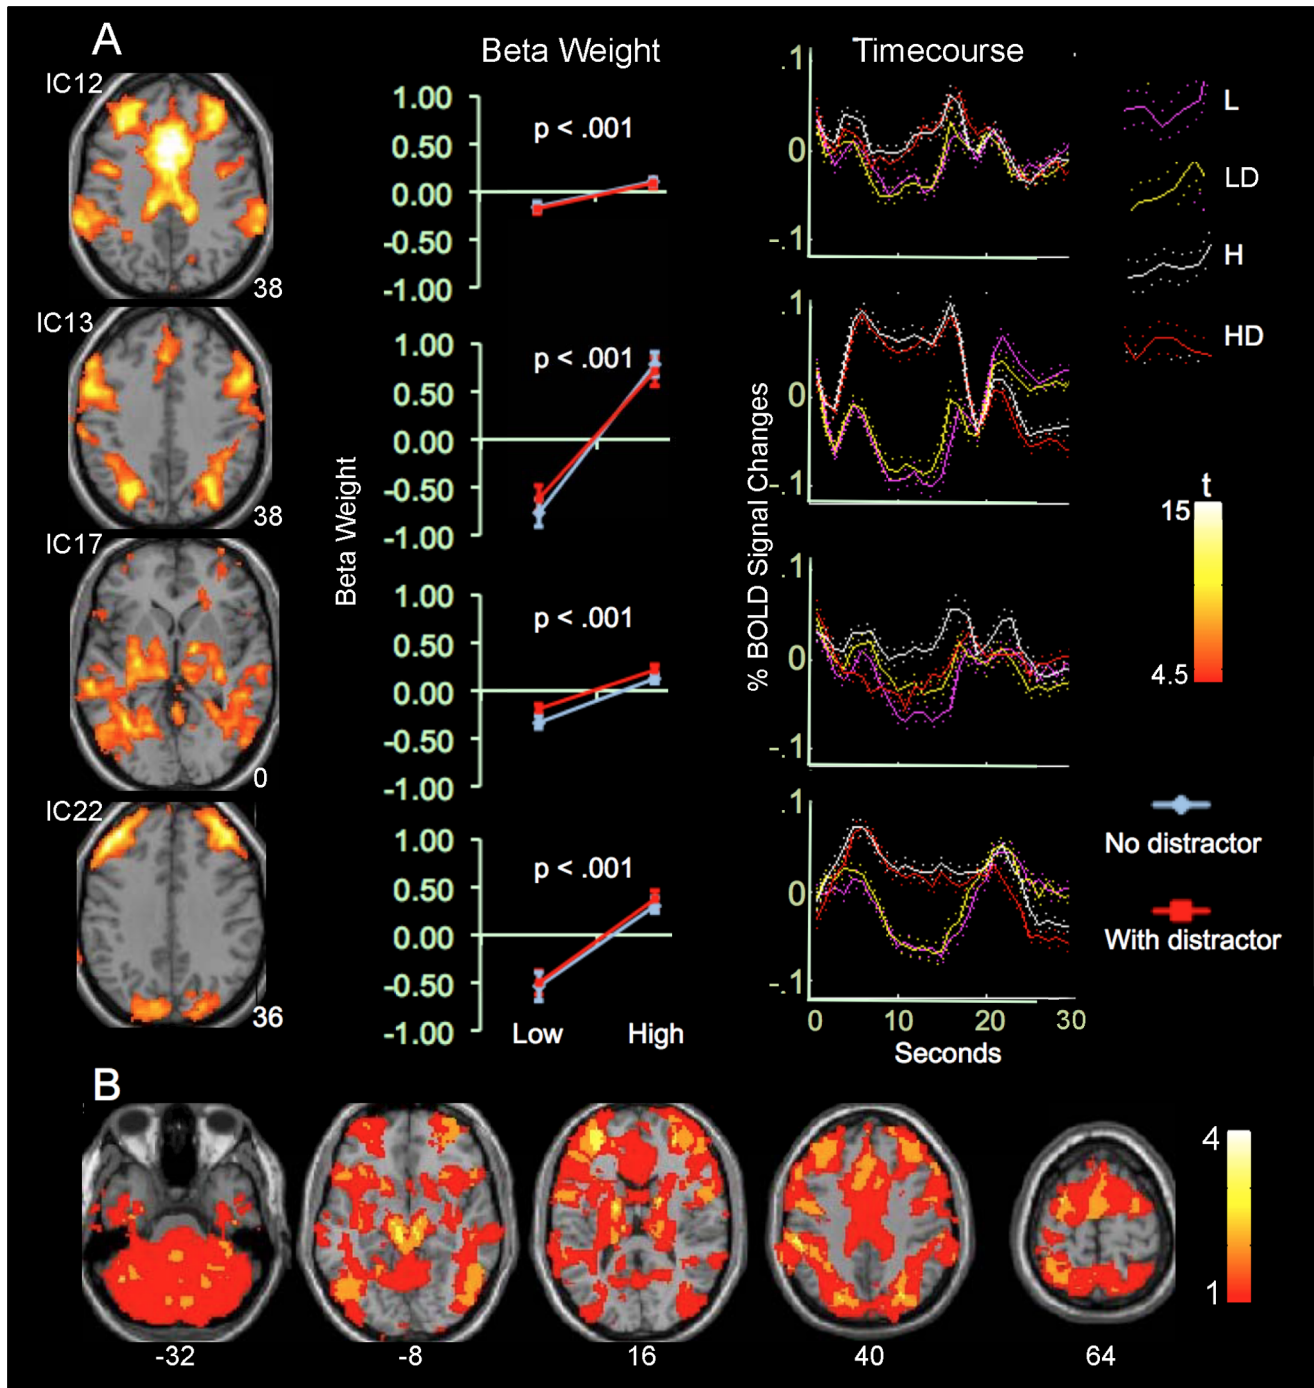 A
Beta Weight
Timecourse
IC12
1.00
0.50
0.00
-0.50
-1.00
p < .001
.1
0
-.1
L
LD
H
HD
38
IC13
1.00
0.50
0.00
-0.50
-1.00
p < .001
.1
0
-.1
38
Beta Weight
% BOLD Signal Changes
t
15
4.5
IC17
1.00
0.50
0.00
-0.50
-1.00
p < .001
.1
0
-.1
0
IC22
1.00
0.50
0.00
-0.50
-1.00
p < .001
.1
0
-.1
36
Low High
0 10 20 30
Seconds
No distractor
With distractor
B
4
1
-32 -8 16 40 64